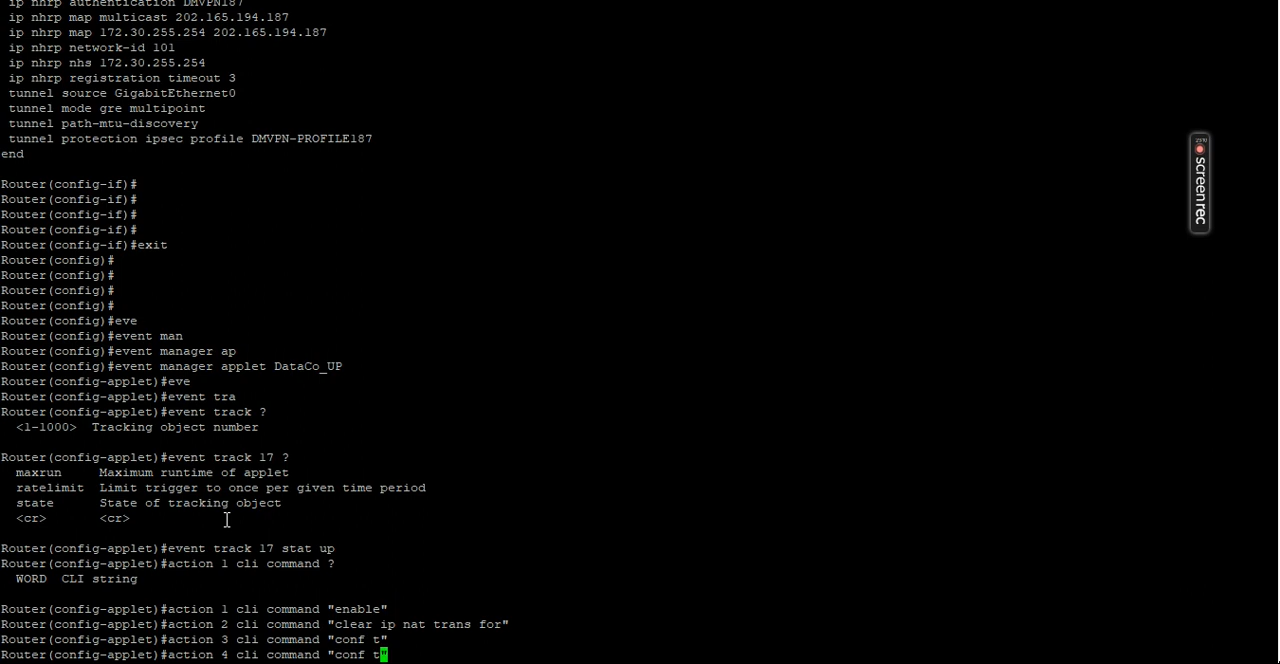 ip nhrp authentication DMVPN187
ip nhrp map multicast 202.165.194.187
ip nhrp map 172.30.255.254 202.165.194.187
ip nhrp network-id 101
ip nhrp nhs 172.30.255.254
ip nhrp registration timeout 3
tunnel source GigabitEthernet0
tunnel mode gre multipoint
tunnel path-mtu-discovery
tunnel protection ipsec profile DMVPN-PROFILE187
end
Router(config-if)#
Router(config-if)#
Router(config-if)#
Router(config-if)#
Router(config-if)#exit
Router(config)#
Router(config)#
Router(config)#
Router(config)#
Router(config)#eve
Router(config)#event man
Router(config)#event manager ap
Router(config)#event manager applet DataCo_UP
Router(config-applet)#eve
Router(config-applet)#event tra
Router(config-applet)#event track ?
<1-1000>  Tracking object number
Router(config-applet)#event track 17 ?
maxrun     Maximum runtime of applet
ratelimit  Limit trigger to once per given time period
state      State of tracking object
<cr>       <cr>
Router(config-applet)#event track 17 stat up
Router(config-applet)#action 1 cli command ?
WORD  CLI string
Router(config-applet)#action 1 cli command "enable"
Router(config-applet)#action 2 cli command "clear ip nat trans for"
Router(config-applet)#action 3 cli command "conf t"
Router(config-applet)#action 4 cli command "conf t"
screenrec